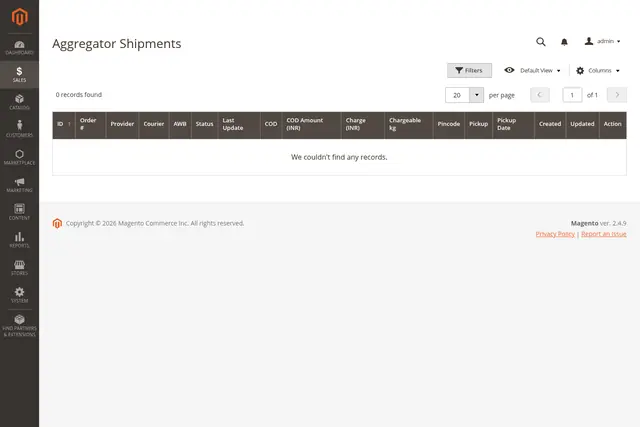 Aggregator Shipments
admin
Filters
Default View
Columns
0 records found
20
per page
1
of 1
ID ↑
Order #
Provider
Courier
AWB
Status
Last Update
COD
COD Amount (INR)
Charge (INR)
Chargeable kg
Pincode
Pickup
Pickup Date
Created
Updated
Action
We couldn't find any records.
DASHBOARD
$
SALES
CATALOG
CUSTOMERS
MARKETPLACE
MARKETING
CONTENT
REPORTS
STORES
SYSTEM
FIND PARTNERS
& EXTENSIONS
Copyright © 2026 Magento Commerce Inc. All rights reserved.
Magento ver. 2.4.9
Privacy Policy | Report an Issue